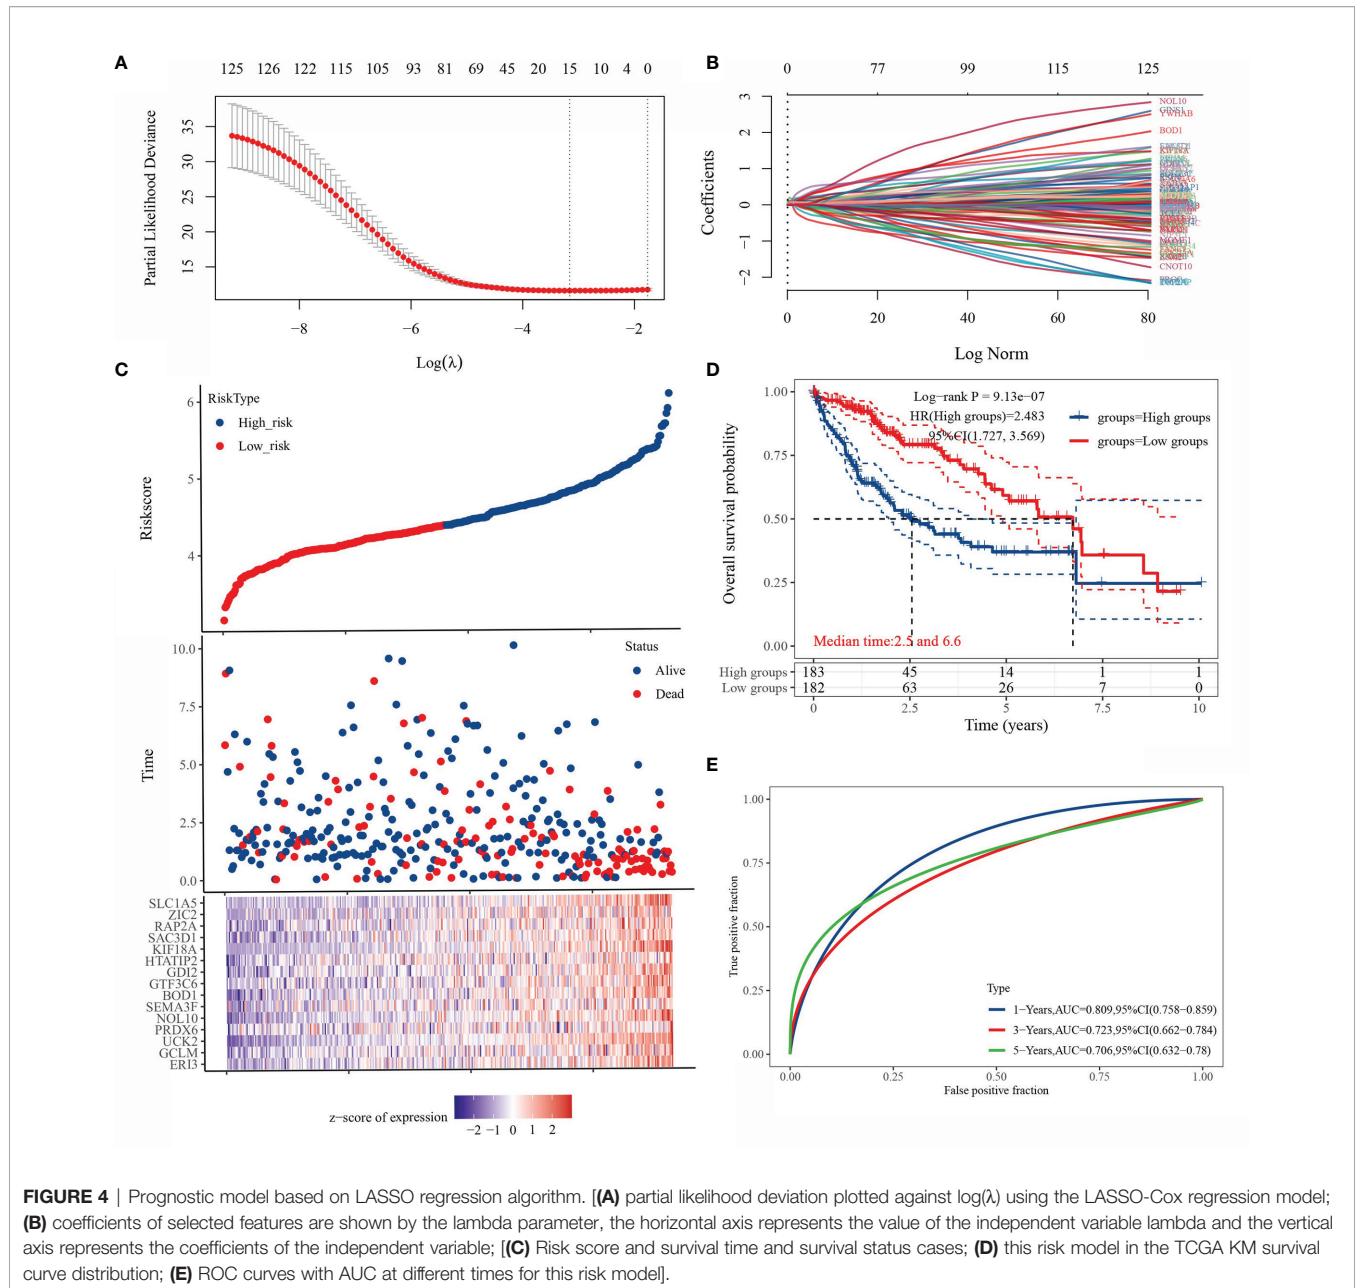 A
125 126 122 115 105 93 81 69 45 20 15 10 4 0
Partial Likelihood Deviance
35
30
25
20
15
−8 −6 −4 −2
Log(λ)
B
0 77 99 115 125
Coefficients
3
2
1
0
−1
−2
NOL10
GINS1
YWHAB
BOD1
KIF18A
CNOT10
0 20 40 60 80
Log Norm
C
RiskType
High_risk
Low_risk
Riskscore
6
5
4
Status
Alive
Dead
Time
10.0
7.5
5.0
2.5
0.0
SLC1A5
ZIC2
RAP2A
SAC3D1
KIF18A
HTATIP2
GDI2
GTF3C6
BOD1
SEMA3F
NOL10
PRDX6
UCK2
GCLM
ERI3
z−score of expression
−2 −1 0 1 2
D
Log−rank P = 9.13e−07
HR(High groups)=2.483
95%CI(1.727, 3.569)
groups=High groups
groups=Low groups
Overall survival probability
1.00
0.75
0.50
0.25
0.00
Median time:2.5 and 6.6
High groups 183 45 14 1 1
Low groups 182 63 26 7 0
0 2.5 5 7.5 10
Time (years)
E
True positive fraction
1.00
0.75
0.50
0.25
0.00
Type
1−Years,AUC=0.809,95%CI(0.758−0.859)
3−Years,AUC=0.723,95%CI(0.662−0.784)
5−Years,AUC=0.706,95%CI(0.632−0.78)
0.00 0.25 0.50 0.75 1.00
False positive fraction
FIGURE 4 | Prognostic model based on LASSO regression algorithm. [(A) partial likelihood deviation plotted against log(λ) using the LASSO-Cox regression model;
(B) coefficients of selected features are shown by the lambda parameter, the horizontal axis represents the value of the independent variable lambda and the vertical
axis represents the coefficients of the independent variable; [(C) Risk score and survival time and survival status cases; (D) this risk model in the TCGA KM survival
curve distribution; (E) ROC curves with AUC at different times for this risk model].